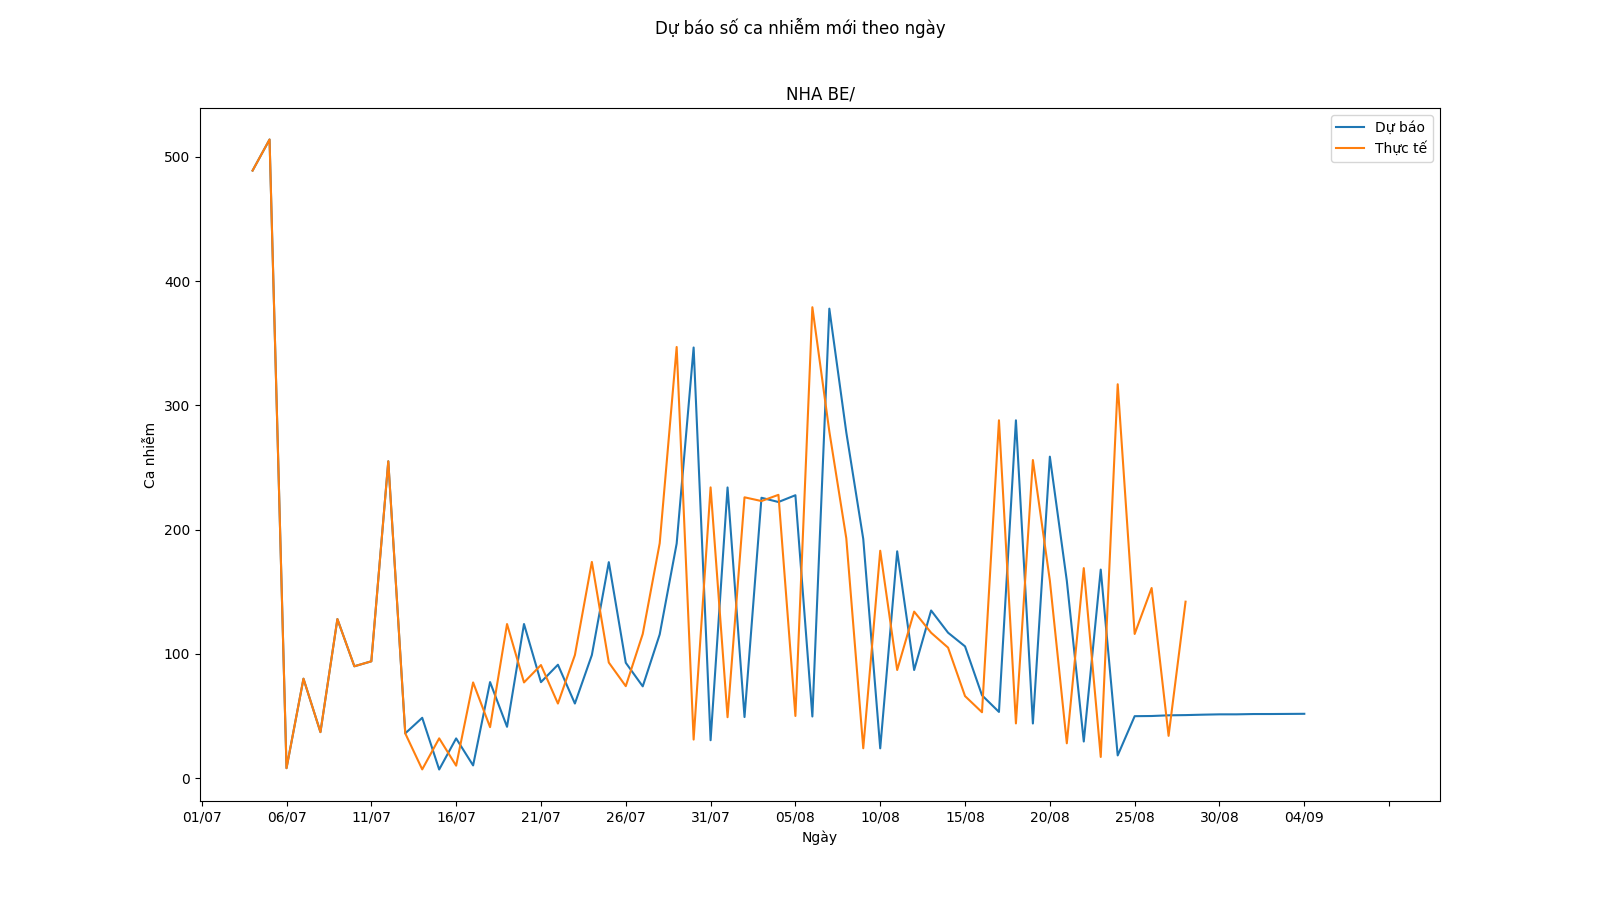 Dự báo số ca nhiễm mới theo ngày
NHA BE/
Dự báo
Thực tế
500
400
300
200
100
0
Ca nhiễm
01/07 06/07 11/07 16/07 21/07 26/07 31/07 05/08 10/08 15/08 20/08 25/08 30/08 04/09
Ngày